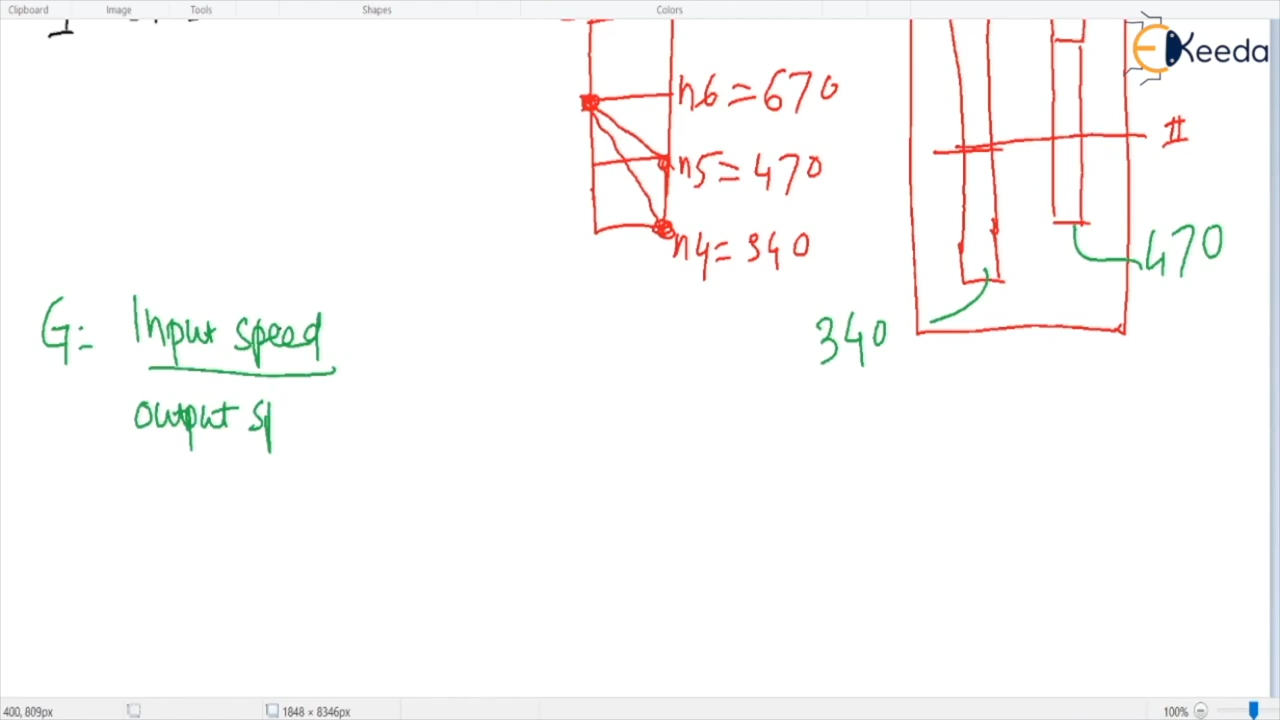 Clipboard Image Tools Shapes Colors
Keeda
n6 = 670
II
n5 = 470
n4 = 340
470
340
G = Input speed
output sp
400, 809px 1848 × 8346px 100%